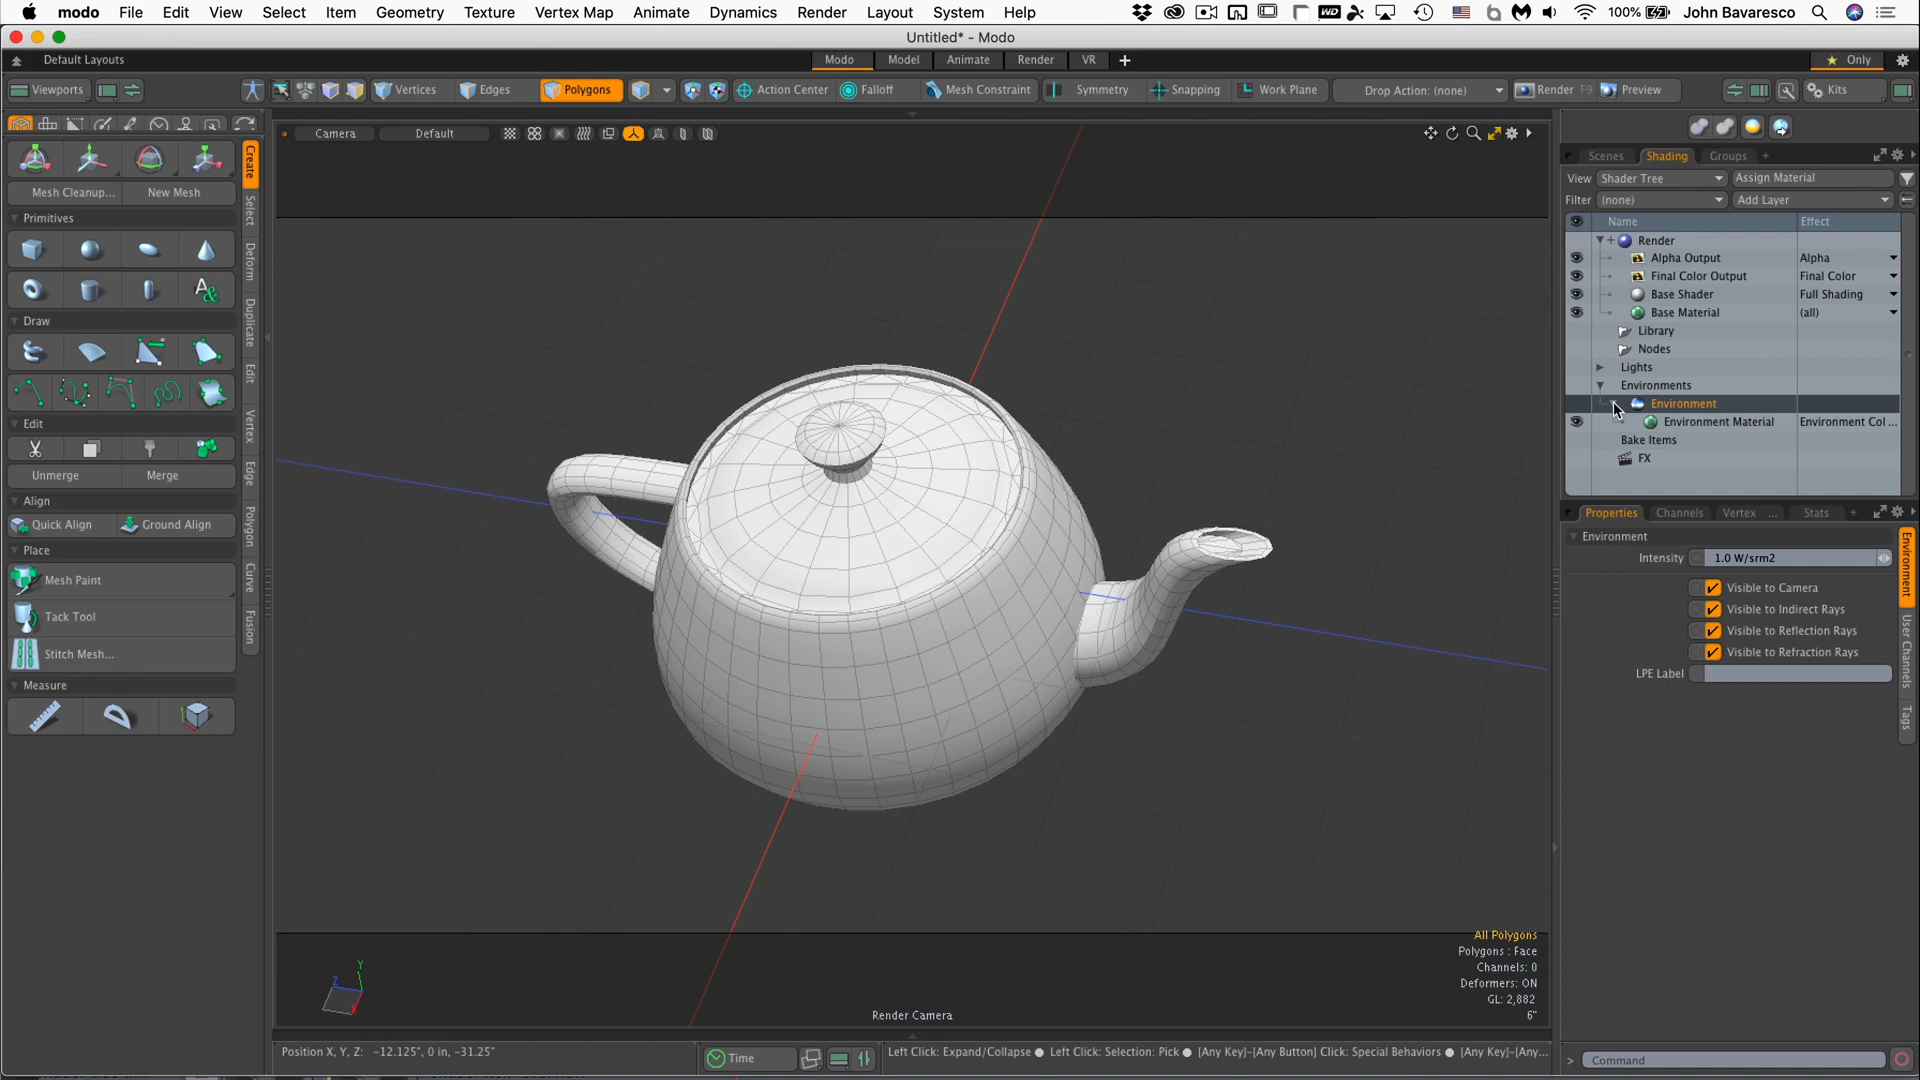 modo File Edit View Select Item Geometry Texture Vertex Map Animate Dynamics Render Layout System Help 100% John Bavaresco
Untitled* - Modo
Default Layouts Modo Model Animate Render VR + Only
Viewports Vertices Edges Polygons Action Center Falloff Mesh Constraint Symmetry Snapping Work Plane Drop Action: (none) Render F9 Preview Kits
Camera Default
Mesh Cleanup... New Mesh
Primitives
Draw
Edit
Unmerge Merge
Align
Quick Align Ground Align
Place
Mesh Paint
Tack Tool
Stitch Mesh...
Measure
Create
Select
Deform
Duplicate
Edit
Vertex
Edge
Polygon
Curve
Fusion
Scenes Shading Groups +
View Shader Tree Assign Material
Filter (none) Add Layer
Name Effect
Render
Alpha Output Alpha
Final Color Output Final Color
Base Shader Full Shading
Base Material (all)
Library
Nodes
Lights
Environments
Environment
Environment Material Environment Col ...
Bake Items
FX
Properties Channels Vertex ... Stats +
Environment
Intensity 1.0 W/srm2
Visible to Camera
Visible to Indirect Rays
Visible to Reflection Rays
Visible to Refraction Rays
LPE Label
Environment
User Channels
Tags
All Polygons
Polygons : Face
Channels: 0
Deformers: ON
GL: 2,882
6"
Render Camera
Y
Z
X
Position X, Y, Z: -12.125", 0 in, -31.25" Time Left Click: Expand/Collapse ● Left Click: Selection: Pick ● [Any Key]-[Any Button] Click: Special Behaviors ● [Any Key]-[Any... > Command